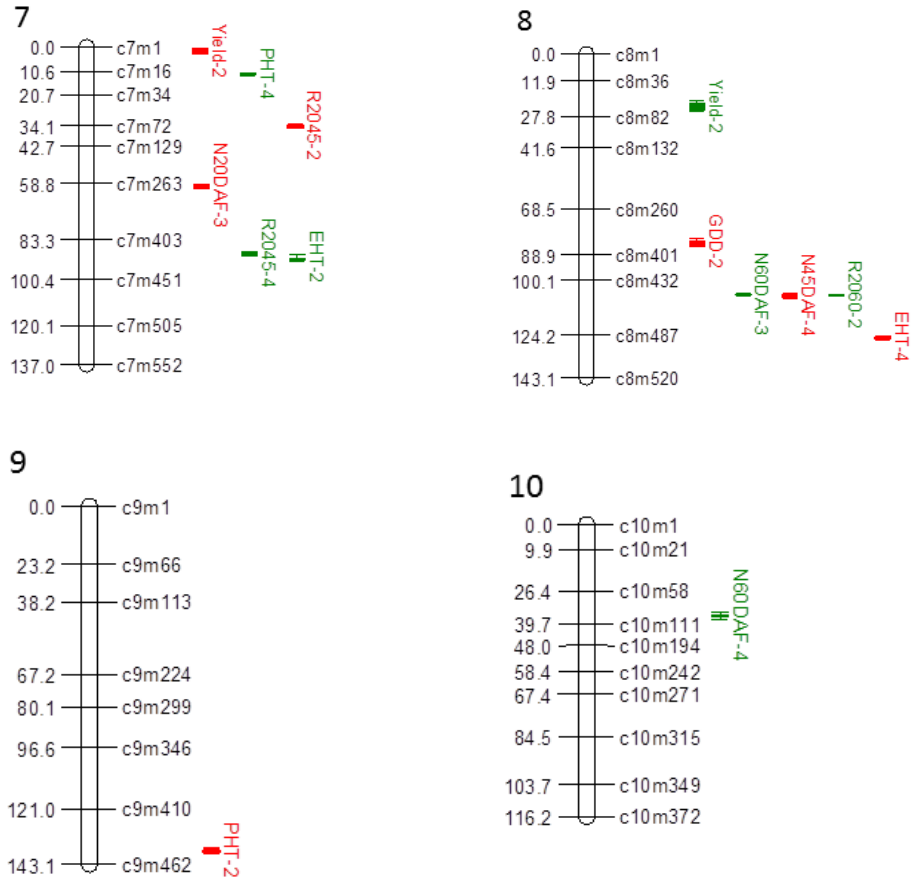 7
0.0 c7m1
10.6 c7m16
20.7 c7m34
34.1 c7m72
42.7 c7m129
58.8 c7m263
83.3 c7m403
100.4 c7m451
120.1 c7m505
137.0 c7m552
Yield-2
PHT-4
R2045-2
N20DAF-3
R2045-4
EHT-2
8
0.0 c8m1
11.9 c8m36
27.8 c8m82
41.6 c8m132
68.5 c8m260
88.9 c8m401
100.1 c8m432
124.2 c8m487
143.1 c8m520
Yield-2
GDD-2
N60DAF-3
N45DAF-4
R2060-2
EHT-4
9
0.0 c9m1
23.2 c9m66
38.2 c9m113
67.2 c9m224
80.1 c9m299
96.6 c9m346
121.0 c9m410
143.1 c9m462
PHT-2
10
0.0 c10m1
9.9 c10m21
26.4 c10m58
39.7 c10m111
48.0 c10m194
58.4 c10m242
67.4 c10m271
84.5 c10m315
103.7 c10m349
116.2 c10m372
N60DAF-4